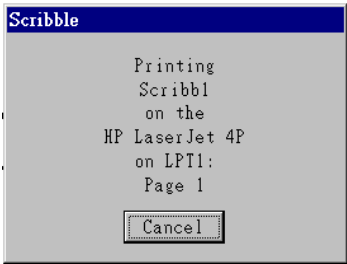 Scribble
Printing
Scribb1
on the
HP LaserJet 4P
on LPT1:
Page 1
Cancel